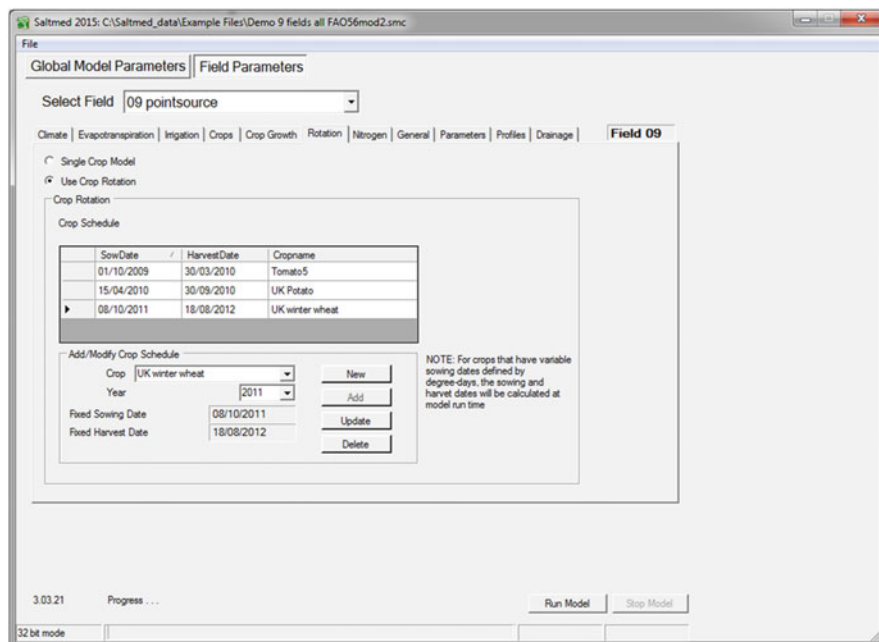 Saltmed 2015: C:\Saltmed_data\Example Files\Demo 9 fields all FAO56mod2.smc
File
Global Model Parameters Field Parameters
Select Field 09 pointsource
Climate Evapotranspiration Irrigation Crops Crop Growth Rotation Nitrogen General Parameters Profiles Drainage Field 09
Single Crop Model
Use Crop Rotation
Crop Rotation
Crop Schedule
SowDate HarvestDate Cropname
01/10/2009 30/03/2010 Tomato5
15/04/2010 30/09/2010 UK Potato
08/10/2011 18/08/2012 UK winter wheat
Add/Modify Crop Schedule
Crop UK winter wheat New
Year 2011 Add
Fixed Sowing Date 08/10/2011 Update
Fixed Harvest Date 18/08/2012 Delete
NOTE: For crops that have variable
sowing dates defined by
degree-days, the sowing and
harvet dates will be calculated at
model run time
3.03.21 Progress . . . Run Model Stop Model
32 bit mode